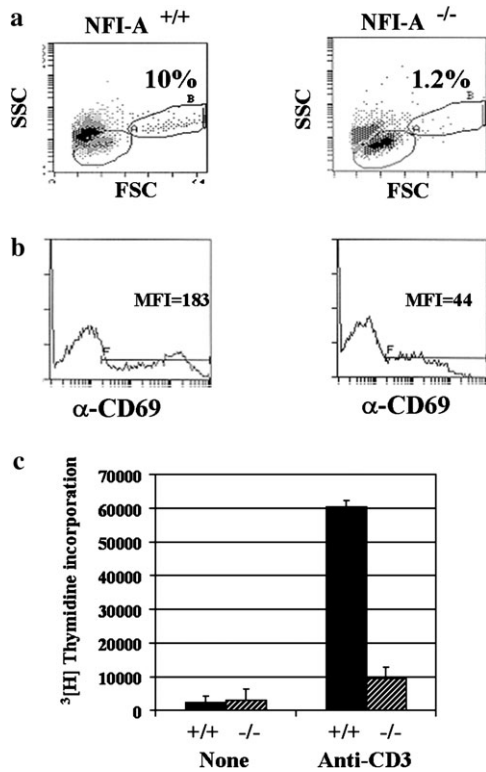 a
NFI-A +/+
NFI-A -/-
SSC
10%
B
A
FSC
SSC
1.2%
B
A
FSC
b
MFI=183
F
α-CD69
MFI=44
F
α-CD69
c
³[H] Thymidine incorporation
70000
60000
50000
40000
30000
20000
10000
0
+/+ -/- +/+ -/-
None Anti-CD3